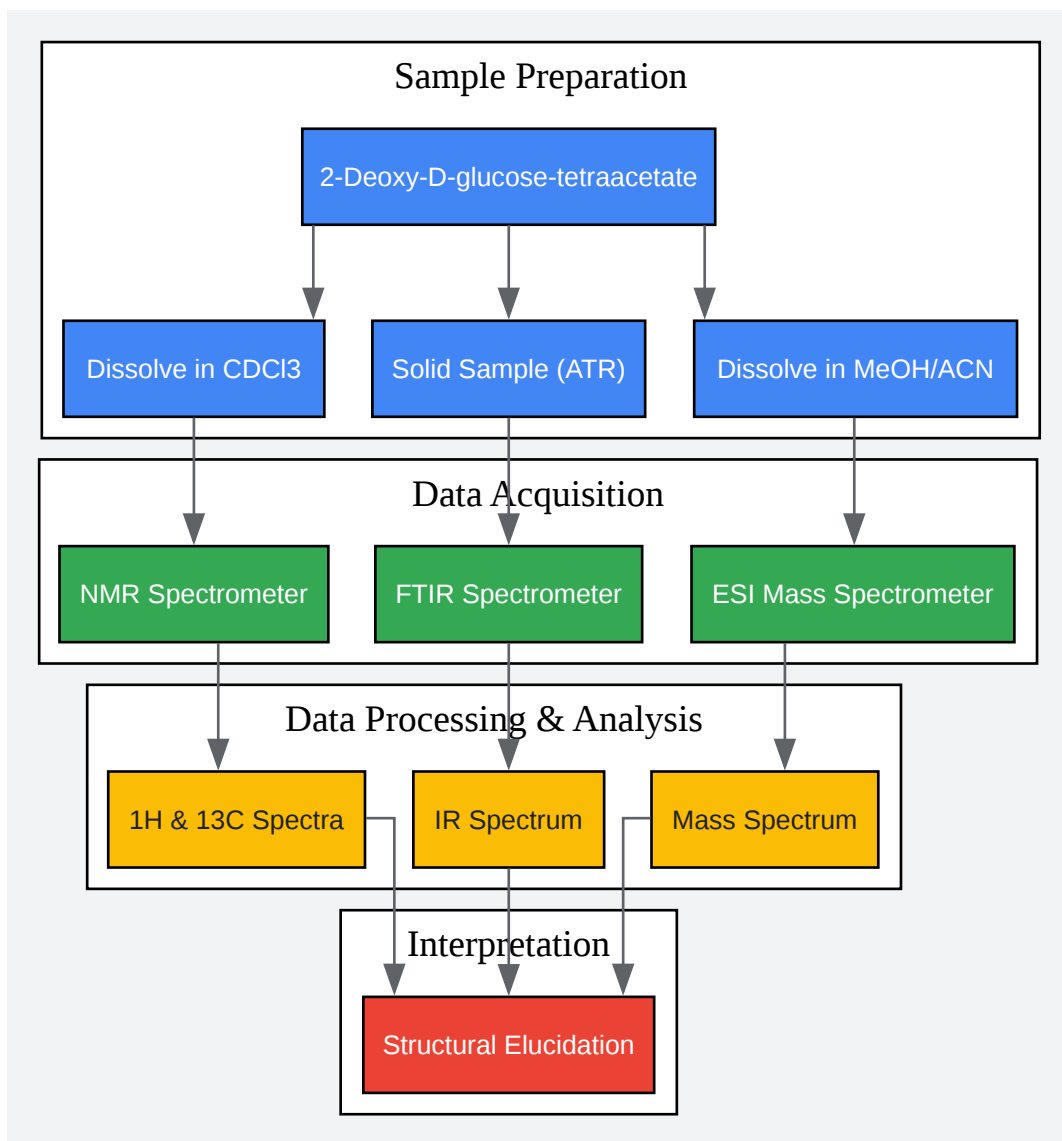 Sample Preparation
2-Deoxy-D-glucose-tetraacetate
Dissolve in CDCl3
Solid Sample (ATR)
Dissolve in MeOH/ACN
Data Acquisition
NMR Spectrometer
FTIR Spectrometer
ESI Mass Spectrometer
Data Processing & Analysis
1H & 13C Spectra
IR Spectrum
Mass Spectrum
Interpretation
Structural Elucidation